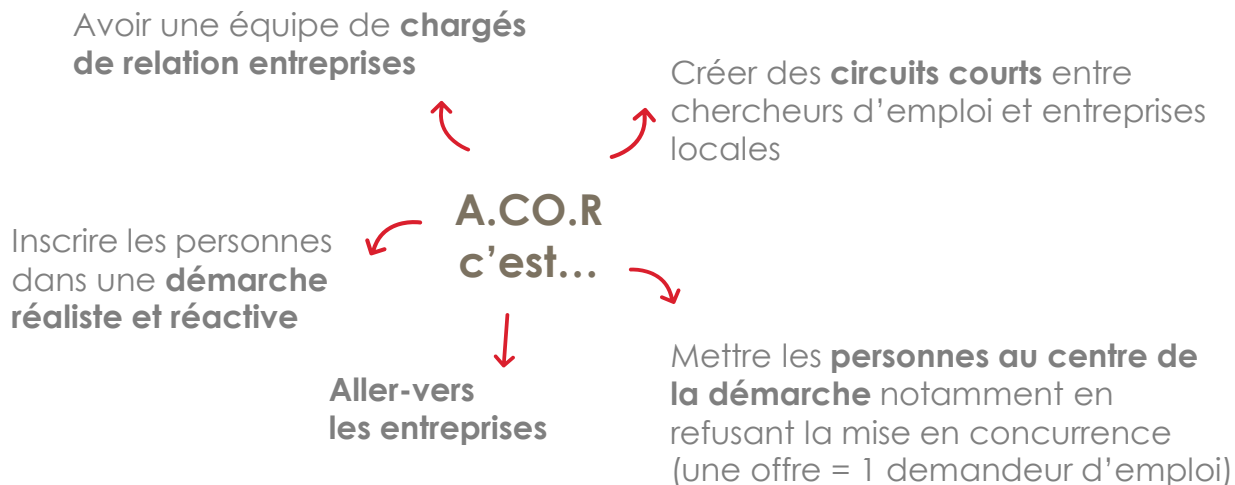 Avoir une équipe de chargés
de relation entreprises
Créer des circuits courts entre
chercheurs d’emploi et entreprises
locales
A.CO.R
c’est…
Inscrire les personnes
dans une démarche
réaliste et réactive
Aller-vers
les entreprises
Mettre les personnes au centre de
la démarche notamment en
refusant la mise en concurrence
(une offre = 1 demandeur d’emploi)